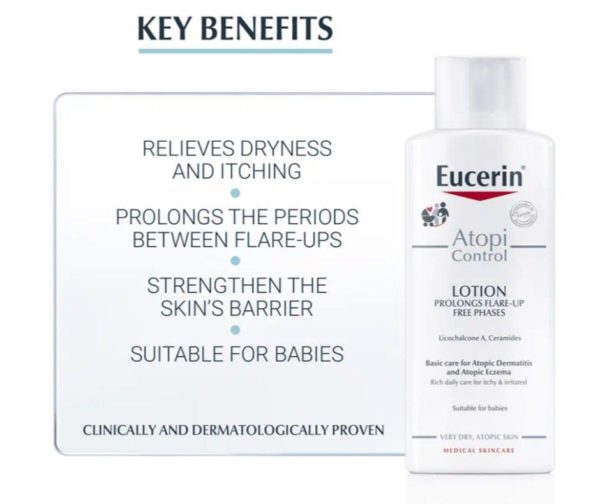 KEY BENEFITS
RELIEVES DRYNESS
AND ITCHING
PROLONGS THE PERIODS
BETWEEN FLARE-UPS
STRENGTHEN THE
SKIN'S BARRIER
SUITABLE FOR BABIES
CLINICALLY AND DERMATOLOGICALLY PROVEN
Eucerin®
Atopi
Control
LOTION
PROLONGS FLARE-UP
FREE PHASES
Licochalcone A, Ceramides
Basic care for Atopic Dermatitis
and Atopic Eczema
Rich daily care for itchy & irritated
Suitable for babies
VERY DRY, ATOPIC SKIN
MEDICAL SKINCARE